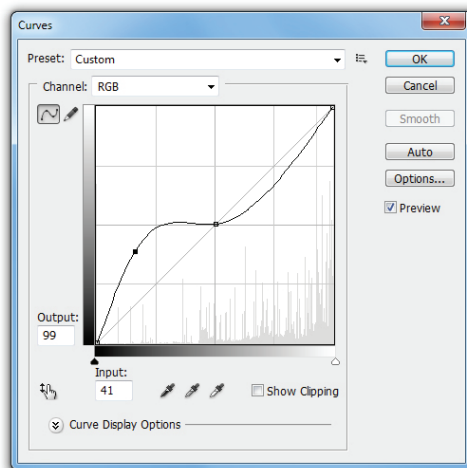 Curves
Preset: Custom
OK
Channel: RGB
Cancel
Smooth
Auto
Options...
Preview
Output:
99
Input:
41
Show Clipping
Curve Display Options